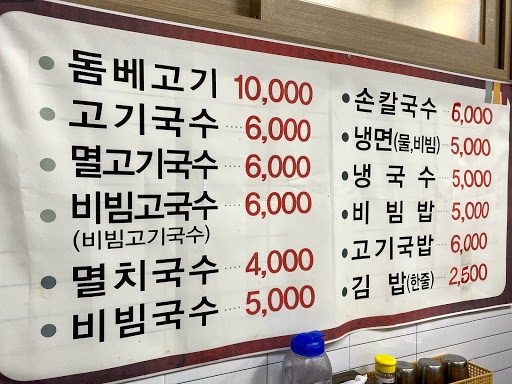 돔베고기 10,000
고기국수 ···· 6,000
멸고기국수 ··· 6,000
비빔고국수 ··· 6,000
(비빔고기국수)
멸치국수 ···· 4,000
비빔국수 ···· 5,000
손칼국수 ·· 6,000
냉면(물,비빔) ·· 5,000
냉국수 ··· 5,000
비빔밥 ···· 5,000
고기국밥 ··· 6,000
김밥(한줄) ·· 2,500